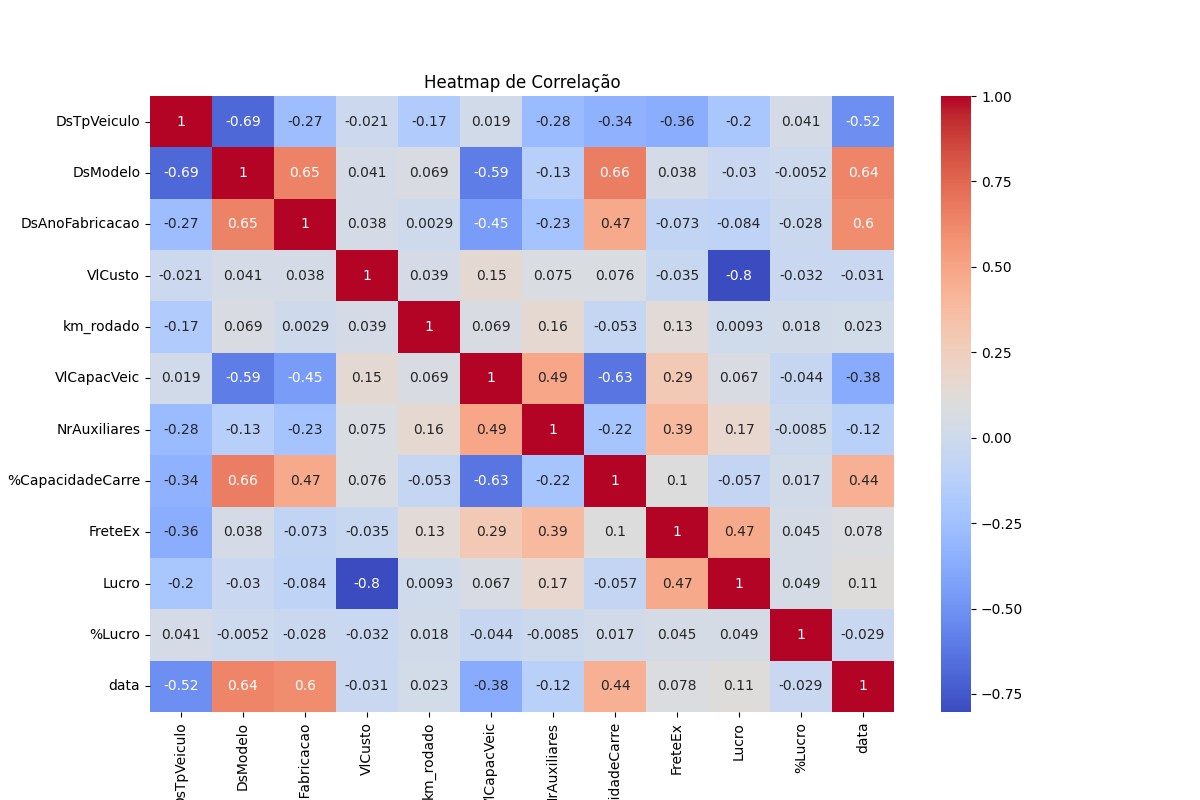 Heatmap de Correlação
DsTpVeiculo 1 -0.69 -0.27 -0.021 -0.17 0.019 -0.28 -0.34 -0.36 -0.2 0.041 -0.52
DsModelo -0.69 1 0.65 0.041 0.069 -0.59 -0.13 0.66 0.038 -0.03 -0.0052 0.64
DsAnoFabricacao -0.27 0.65 1 0.038 0.0029 -0.45 -0.23 0.47 -0.073 -0.084 -0.028 0.6
VlCusto -0.021 0.041 0.038 1 0.039 0.15 0.075 0.076 -0.035 -0.8 -0.032 -0.031
km_rodado -0.17 0.069 0.0029 0.039 1 0.069 0.16 -0.053 0.13 0.0093 0.018 0.023
VlCapacVeic 0.019 -0.59 -0.45 0.15 0.069 1 0.49 -0.63 0.29 0.067 -0.044 -0.38
NrAuxiliares -0.28 -0.13 -0.23 0.075 0.16 0.49 1 -0.22 0.39 0.17 -0.0085 -0.12
%CapacidadeCarre -0.34 0.66 0.47 0.076 -0.053 -0.63 -0.22 1 0.1 -0.057 0.017 0.44
FreteEx -0.36 0.038 -0.073 -0.035 0.13 0.29 0.39 0.1 1 0.47 0.045 0.078
Lucro -0.2 -0.03 -0.084 -0.8 0.0093 0.067 0.17 -0.057 0.47 1 0.049 0.11
%Lucro 0.041 -0.0052 -0.028 -0.032 0.018 -0.044 -0.0085 0.017 0.045 0.049 1 -0.029
data -0.52 0.64 0.6 -0.031 0.023 -0.38 -0.12 0.44 0.078 0.11 -0.029 1
DsTpVeiculo
DsModelo
Fabricacao
VlCusto
km_rodado
VlCapacVeic
NrAuxiliares
idadeCarre
FreteEx
Lucro
%Lucro
data
1.00
0.75
0.50
0.25
0.00
−0.25
−0.50
−0.75